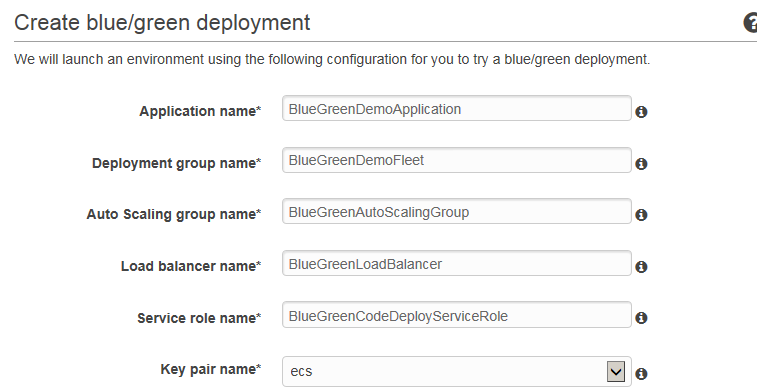 Create blue/green deployment
?
We will launch an environment using the following configuration for you to try a blue/green deployment.
Application name* BlueGreenDemoApplication i
Deployment group name* BlueGreenDemoFleet i
Auto Scaling group name* BlueGreenAutoScalingGroup i
Load balancer name* BlueGreenLoadBalancer i
Service role name* BlueGreenCodeDeployServiceRole i
Key pair name* ecs i